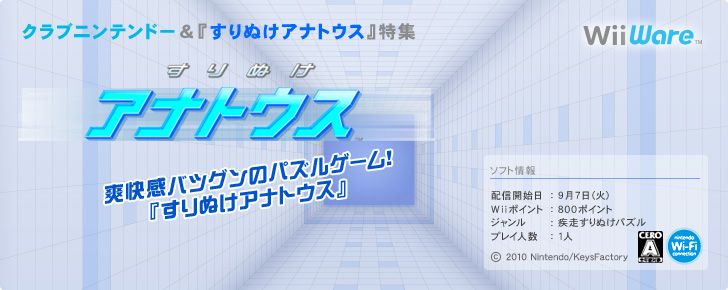 クラブニンテンドー&『すりぬけアナトウス』特集
WiiWare™
すりぬけ
アナトウス™
爽快感バツグンのパズルゲーム!
『すりぬけアナトウス』
ソフト情報
配信開始日 : 9月7日(火)
Wiiポイント : 800ポイント
ジャンル : 疾走すりぬけパズル
プレイ人数 : 1人
© 2010 Nintendo/KeysFactory
CERO
A
nintendo
Wi-Fi
connection